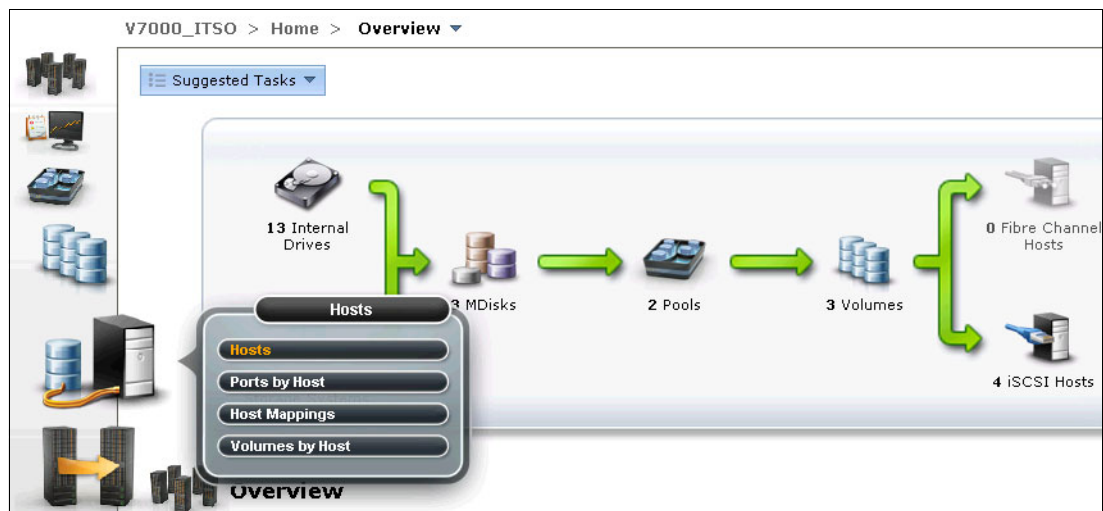 V7000_ITSO > Home > Overview
Suggested Tasks
13 Internal
Drives
3 MDisks
2 Pools
3 Volumes
0 Fibre Channel
Hosts
4 iSCSI Hosts
Hosts
Hosts
Ports by Host
Host Mappings
Volumes by Host
Overview